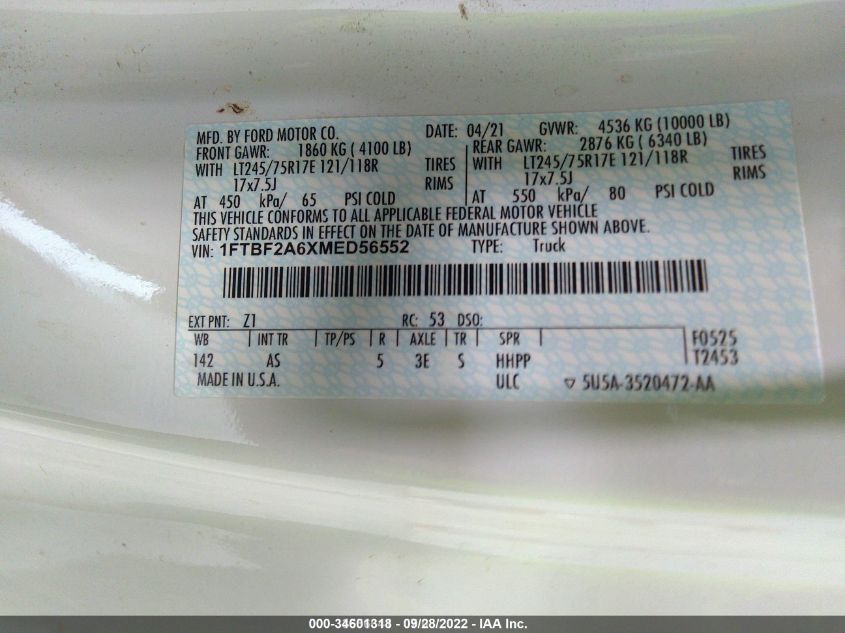 MFD. BY FORD MOTOR CO. DATE: 04/21 GVWR: 4536 KG (10000 LB)
FRONT GAWR: 1860 KG ( 4100 LB) REAR GAWR: 2876 KG ( 6340 LB)
WITH LT245/75R17E 121/118R TIRES WITH LT245/75R17E 121/118R TIRES
17x7.5J RIMS 17x7.5J RIMS
AT 450 kPa/ 65 PSI COLD AT 550 kPa/ 80 PSI COLD
THIS VEHICLE CONFORMS TO ALL APPLICABLE FEDERAL MOTOR VEHICLE
SAFETY STANDARDS IN EFFECT ON THE DATE OF MANUFACTURE SHOWN ABOVE.
VIN: 1FTBF2A6XMED56552 TYPE: Truck
EXT PNT: Z1 RC: 53 DSO:
WB INT TR TP/PS R AXLE TR SPR F0525
142 AS 5 3E S HHPP T2453
MADE IN U.S.A. ULC ▽ 5U5A-3520472-AA
000-34601318 - 09/28/2022 - IAA Inc.